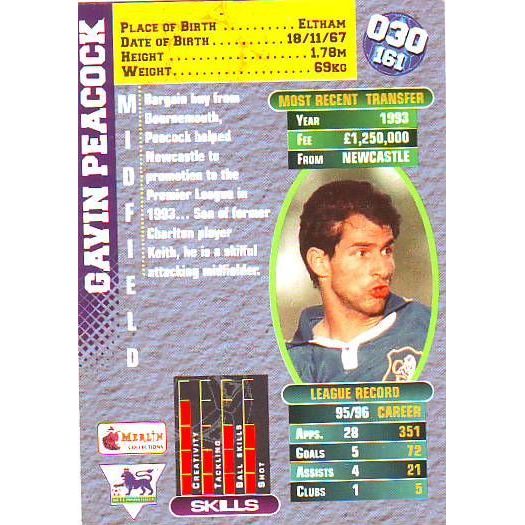 PLACE OF BIRTH .......... ELTHAM
DATE OF BIRTH ....... 18/11/67
HEIGHT ................... 1.78M
WEIGHT .................. 69KG
030
161
GAVIN PEACOCK
MIDFIELD
Bargain buy from
Bournemouth,
Peacock helped
Newcastle to
promotion to the
Premier League in
1993... Son of former
Charlton player
Keith, he is a skilful
attacking midfielder.
MOST RECENT TRANSFER
YEAR 1993
FEE £1,250,000
FROM NEWCASTLE
LEAGUE RECORD
95/96 CAREER
APPS. 28 351
GOALS 5 72
ASSISTS 4 21
CLUBS 1 5
MERLIN
COLLECTIONS
CREATIVITY
TACKLING
BALL SKILLS
SHOT
SKILLS